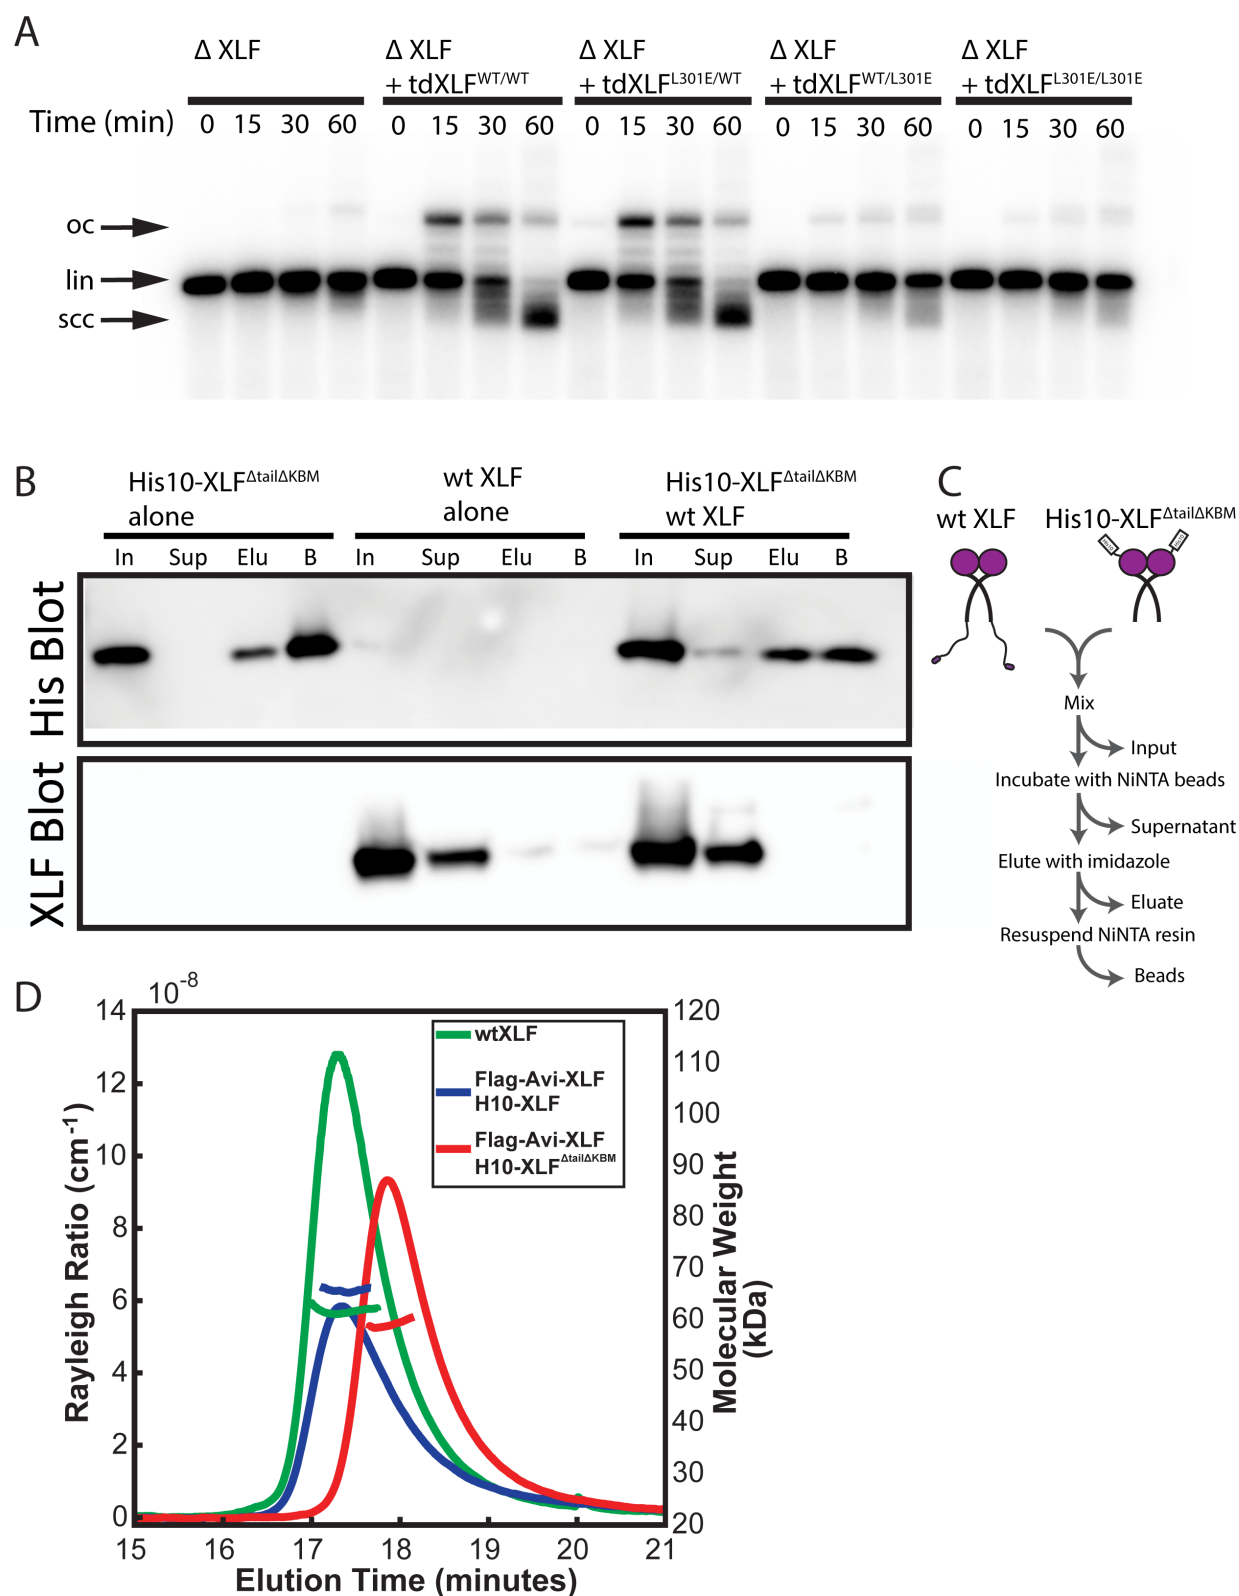 A
Δ XLF
Δ XLF
+ tdXLF^WT/WT
Δ XLF
+ tdXLF^L301E/WT
Δ XLF
+ tdXLF^WT/L301E
Δ XLF
+ tdXLF^L301E/L301E
Time (min) 0 15 30 60 0 15 30 60 0 15 30 60 0 15 30 60 0 15 30 60
oc
lin
scc
B
His10-XLF^ΔtailΔKBM
alone
wt XLF
alone
His10-XLF^ΔtailΔKBM
wt XLF
In Sup Elu B In Sup Elu B In Sup Elu B
His Blot
XLF Blot
C
wt XLF
His10-XLF^ΔtailΔKBM
His10
His10
Mix
Input
Incubate with NiNTA beads
Supernatant
Elute with imidazole
Eluate
Resuspend NiNTA resin
Beads
D
10^-8
14
12
10
8
6
4
2
0
Rayleigh Ratio (cm^-1)
wtXLF
Flag-Avi-XLF
H10-XLF
Flag-Avi-XLF
H10-XLF^ΔtailΔKBM
120
110
100
90
80
70
60
50
40
30
20
Molecular Weight
(kDa)
15 16 17 18 19 20 21
Elution Time (minutes)